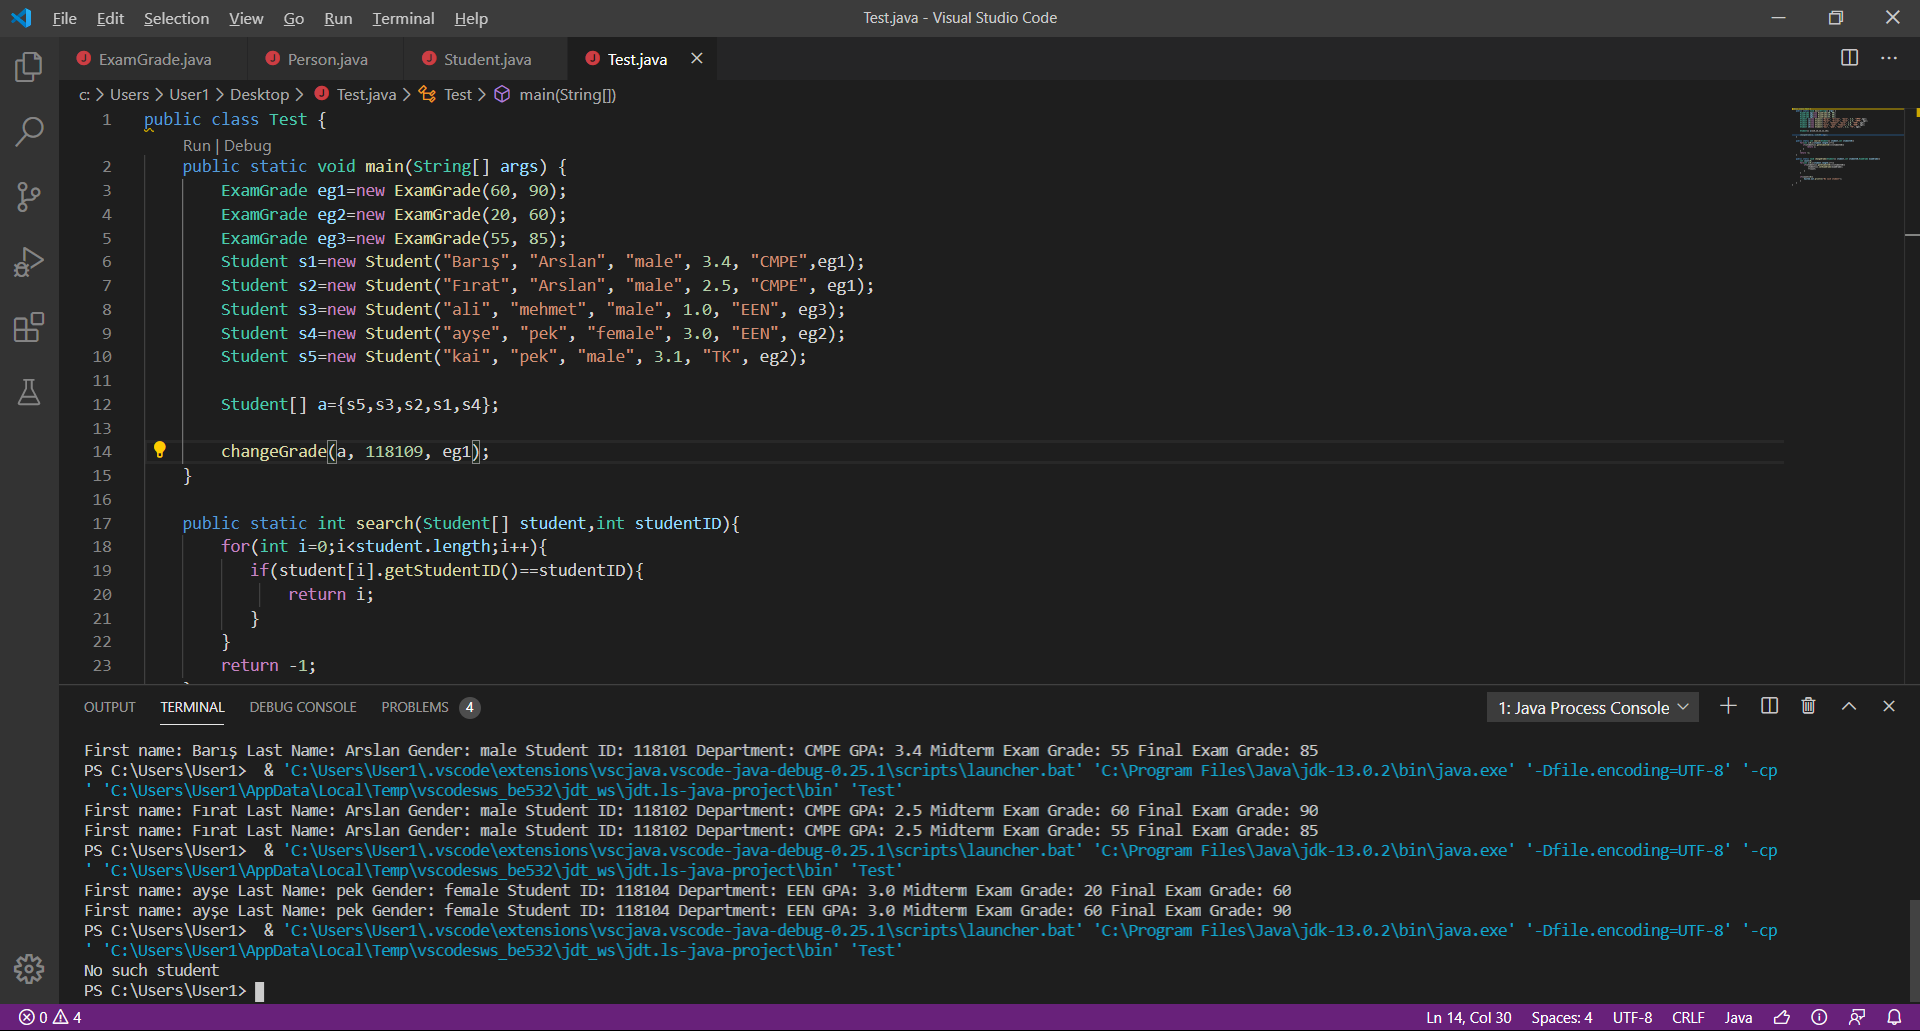 File Edit Selection View Go Run Terminal Help Test.java - Visual Studio Code
ExamGrade.java Person.java Student.java Test.java
c: > Users > User1 > Desktop > Test.java > Test > main(String[])
1 public class Test {
Run | Debug
2 public static void main(String[] args) {
3 ExamGrade eg1=new ExamGrade(60, 90);
4 ExamGrade eg2=new ExamGrade(20, 60);
5 ExamGrade eg3=new ExamGrade(55, 85);
6 Student s1=new Student("Barış", "Arslan", "male", 3.4, "CMPE",eg1);
7 Student s2=new Student("Fırat", "Arslan", "male", 2.5, "CMPE", eg1);
8 Student s3=new Student("ali", "mehmet", "male", 1.0, "EEN", eg3);
9 Student s4=new Student("ayşe", "pek", "female", 3.0, "EEN", eg2);
10 Student s5=new Student("kai", "pek", "male", 3.1, "TK", eg2);
11
12 Student[] a={s5,s3,s2,s1,s4};
13
14 changeGrade(a, 118109, eg1);
15 }
16
17 public static int search(Student[] student,int studentID){
18 for(int i=0;i<student.length;i++){
19 if(student[i].getStudentID()==studentID){
20 return i;
21 }
22 }
23 return -1;
OUTPUT TERMINAL DEBUG CONSOLE PROBLEMS 4 1: Java Process Console
First name: Barış Last Name: Arslan Gender: male Student ID: 118101 Department: CMPE GPA: 3.4 Midterm Exam Grade: 55 Final Exam Grade: 85
PS C:\Users\User1> & 'C:\Users\User1\.vscode\extensions\vscjava.vscode-java-debug-0.25.1\scripts\launcher.bat' 'C:\Program Files\Java\jdk-13.0.2\bin\java.exe' '-Dfile.encoding=UTF-8' '-cp
' 'C:\Users\User1\AppData\Local\Temp\vscodesws_be532\jdt_ws\jdt.ls-java-project\bin' 'Test'
First name: Fırat Last Name: Arslan Gender: male Student ID: 118102 Department: CMPE GPA: 2.5 Midterm Exam Grade: 60 Final Exam Grade: 90
First name: Fırat Last Name: Arslan Gender: male Student ID: 118102 Department: CMPE GPA: 2.5 Midterm Exam Grade: 55 Final Exam Grade: 85
PS C:\Users\User1> & 'C:\Users\User1\.vscode\extensions\vscjava.vscode-java-debug-0.25.1\scripts\launcher.bat' 'C:\Program Files\Java\jdk-13.0.2\bin\java.exe' '-Dfile.encoding=UTF-8' '-cp
' 'C:\Users\User1\AppData\Local\Temp\vscodesws_be532\jdt_ws\jdt.ls-java-project\bin' 'Test'
First name: ayşe Last Name: pek Gender: female Student ID: 118104 Department: EEN GPA: 3.0 Midterm Exam Grade: 20 Final Exam Grade: 60
First name: ayşe Last Name: pek Gender: female Student ID: 118104 Department: EEN GPA: 3.0 Midterm Exam Grade: 60 Final Exam Grade: 90
PS C:\Users\User1> & 'C:\Users\User1\.vscode\extensions\vscjava.vscode-java-debug-0.25.1\scripts\launcher.bat' 'C:\Program Files\Java\jdk-13.0.2\bin\java.exe' '-Dfile.encoding=UTF-8' '-cp
' 'C:\Users\User1\AppData\Local\Temp\vscodesws_be532\jdt_ws\jdt.ls-java-project\bin' 'Test'
No such student
PS C:\Users\User1>
0 4 Ln 14, Col 30 Spaces: 4 UTF-8 CRLF Java